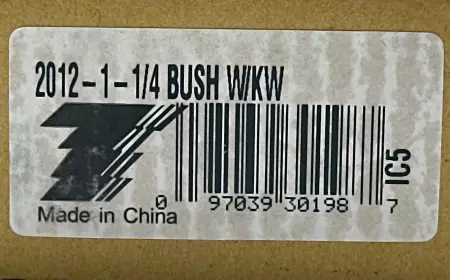 2012-1-1/4 BUSH W/KW
Made in China
0 97039 30198 7
IC5